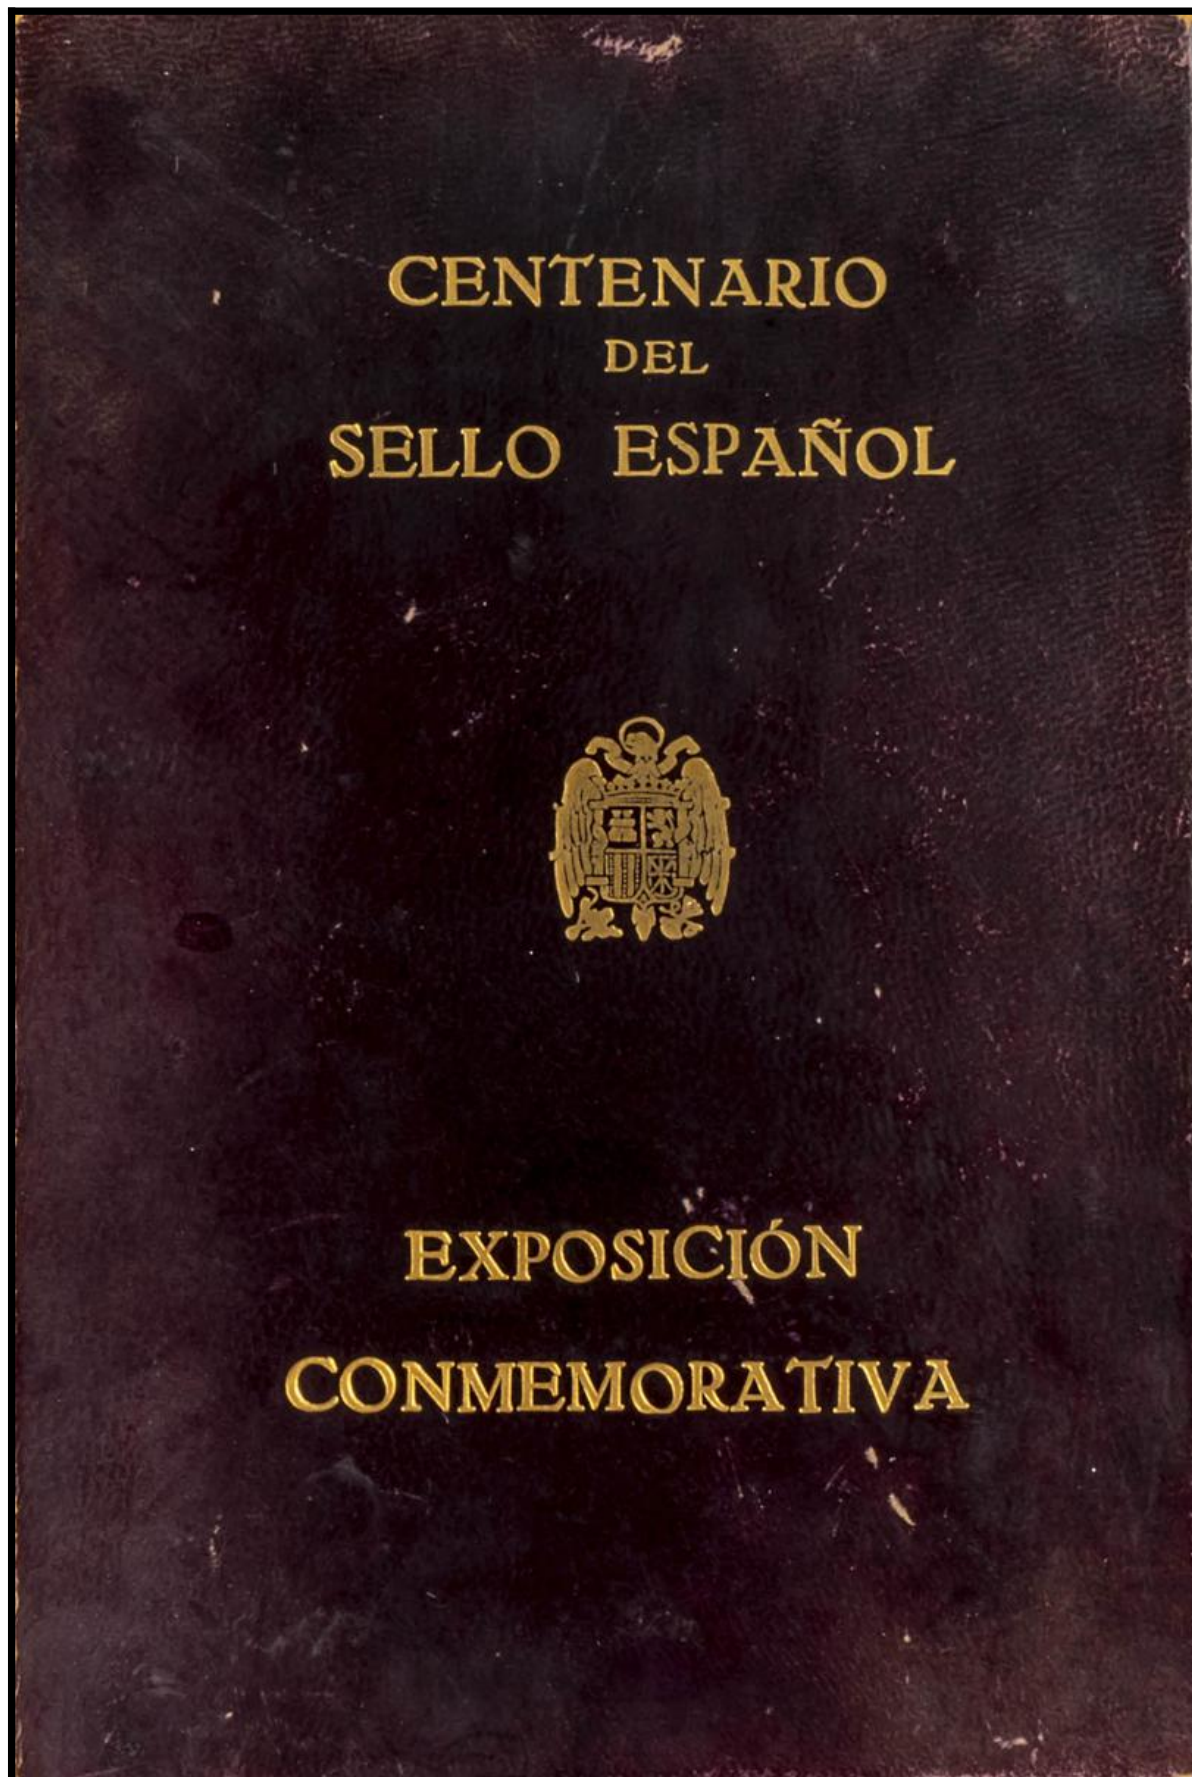 CENTENARIO
DEL
SELLO ESPAÑOL
EXPOSICIÓN
CONMEMORATIVA